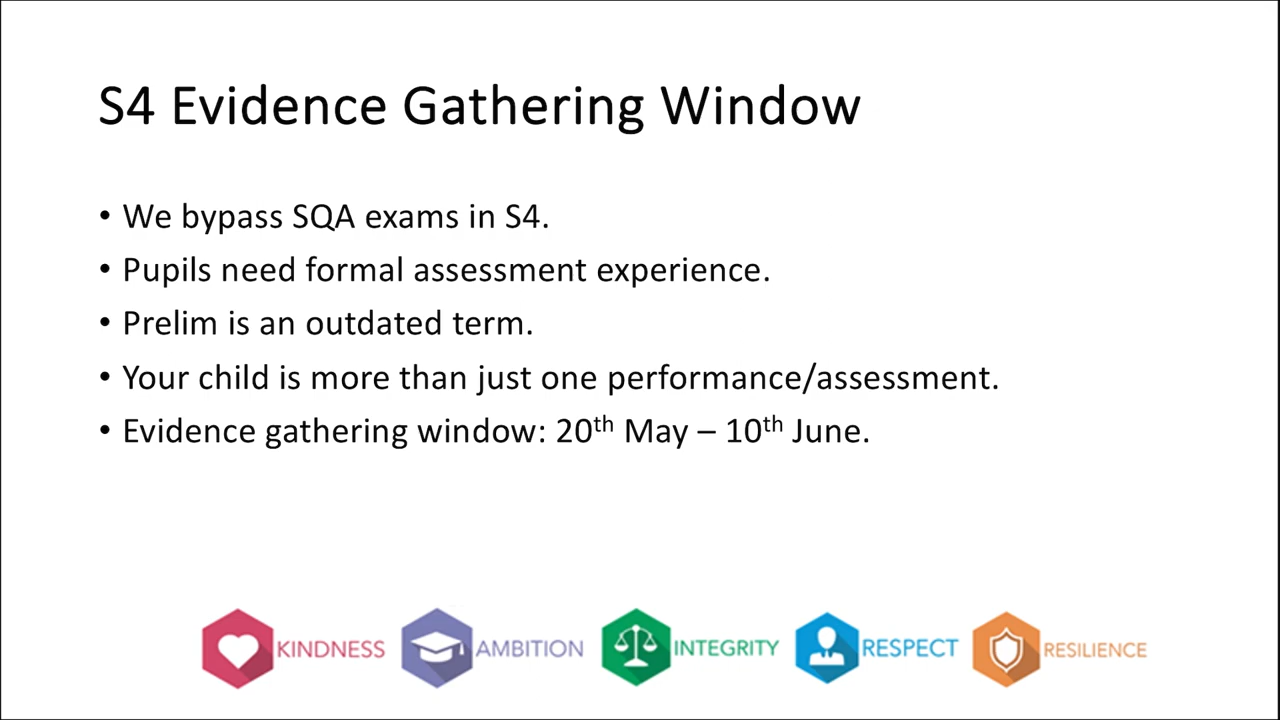 S4 Evidence Gathering Window
• We bypass SQA exams in S4.
• Pupils need formal assessment experience.
• Prelim is an outdated term.
• Your child is more than just one performance/assessment.
• Evidence gathering window: 20th May – 10th June.
KINDNESS AMBITION INTEGRITY RESPECT RESILIENCE